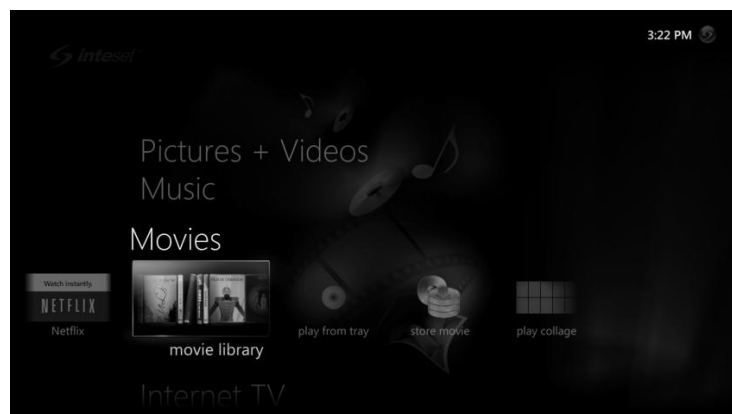 3:22 PM
inteset
Pictures + Videos
Music
Movies
Watch instantly.
NETFLIX
Netflix
movie library
play from tray
store movie
play collage
Internet TV